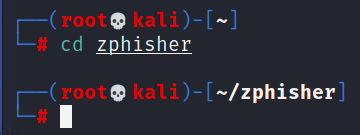 ┌──(root💀kali)-[~]
└─# cd zphisher
┌──(root💀kali)-[~/zphisher]
└─#